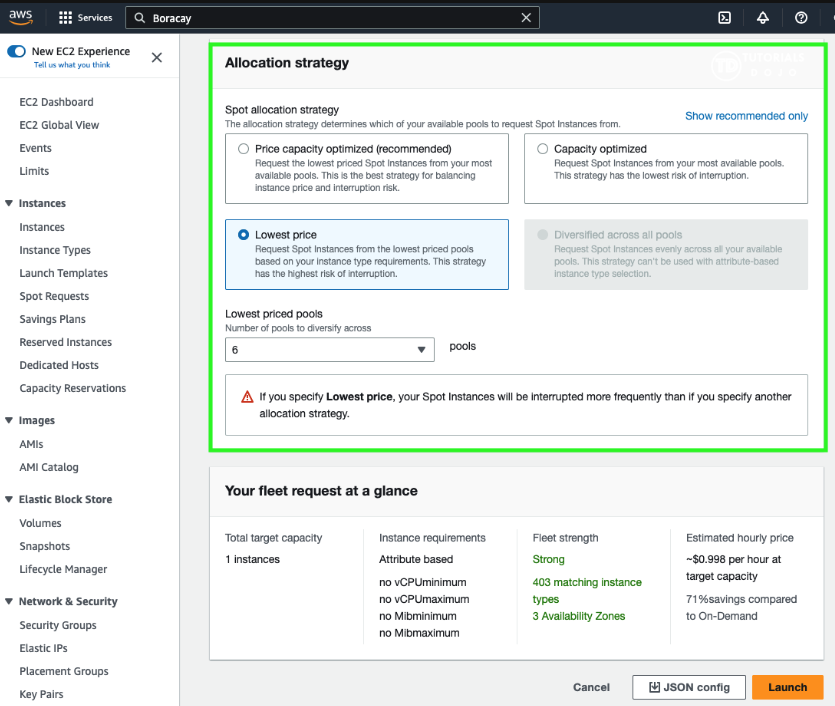 aws
Services
Boracay
New EC2 Experience
Tell us what you think
EC2 Dashboard
EC2 Global View
Events
Limits
Instances
Instances
Instance Types
Launch Templates
Spot Requests
Savings Plans
Reserved Instances
Dedicated Hosts
Capacity Reservations
Images
AMIs
AMI Catalog
Elastic Block Store
Volumes
Snapshots
Lifecycle Manager
Network & Security
Security Groups
Elastic IPs
Placement Groups
Key Pairs
Allocation strategy
Spot allocation strategy
The allocation strategy determines which of your available pools to request Spot Instances from.
Show recommended only
Price capacity optimized (recommended)
Request the lowest priced Spot Instances from your most
available pools. This is the best strategy for balancing
instance price and interruption risk.
Capacity optimized
Request Spot Instances from your most available pools.
This strategy has the lowest risk of interruption.
Lowest price
Request Spot Instances from the lowest priced pools
based on your instance type requirements. This strategy
has the highest risk of interruption.
Diversified across all pools
Request Spot Instances evenly across all your available
pools. This strategy can't be used with attribute-based
instance type selection.
Lowest priced pools
Number of pools to diversify across
6
pools
If you specify Lowest price, your Spot Instances will be interrupted more frequently than if you specify another
allocation strategy.
Your fleet request at a glance
Total target capacity
1 instances
Instance requirements
Attribute based
no vCPUminimum
no vCPUmaximum
no Mibminimum
no Mibmaximum
Fleet strength
Strong
403 matching instance
types
3 Availability Zones
Estimated hourly price
~$0.998 per hour at
target capacity
71%savings compared
to On-Demand
Cancel
JSON config
Launch